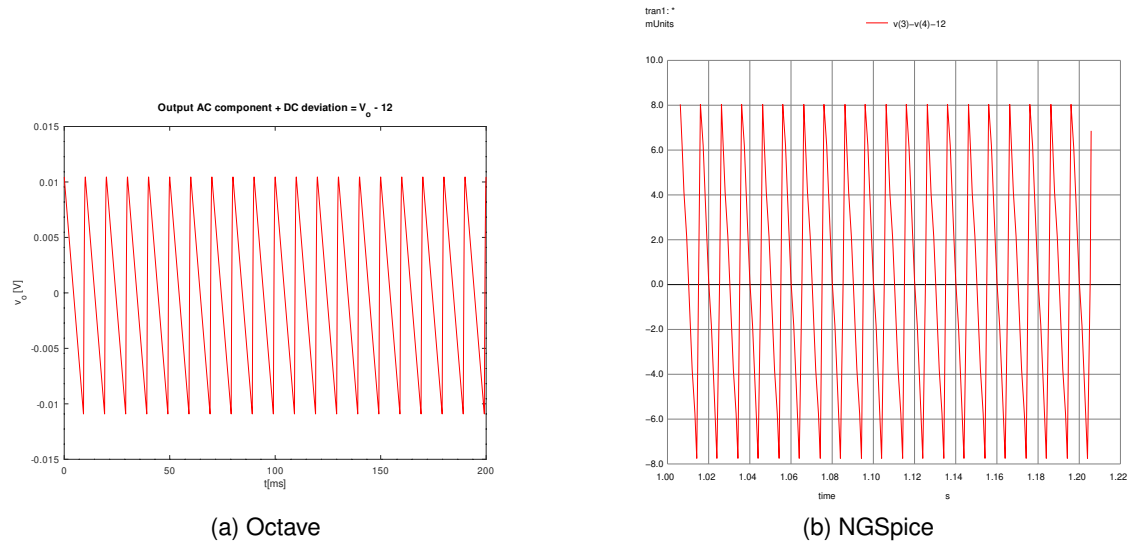 Output AC component + DC deviation = V_o - 12
0.015
0.01
0.005
0
-0.005
-0.01
-0.015
v_o [V]
0 50 100 150 200
t[ms]
(a) Octave
tran1: *
mUnits
v(3)−v(4)−12
10.0
8.0
6.0
4.0
2.0
0.0
−2.0
−4.0
−6.0
−8.0
1.00 1.02 1.04 1.06 1.08 1.10 1.12 1.14 1.16 1.18 1.20 1.22
time s
(b) NGSpice